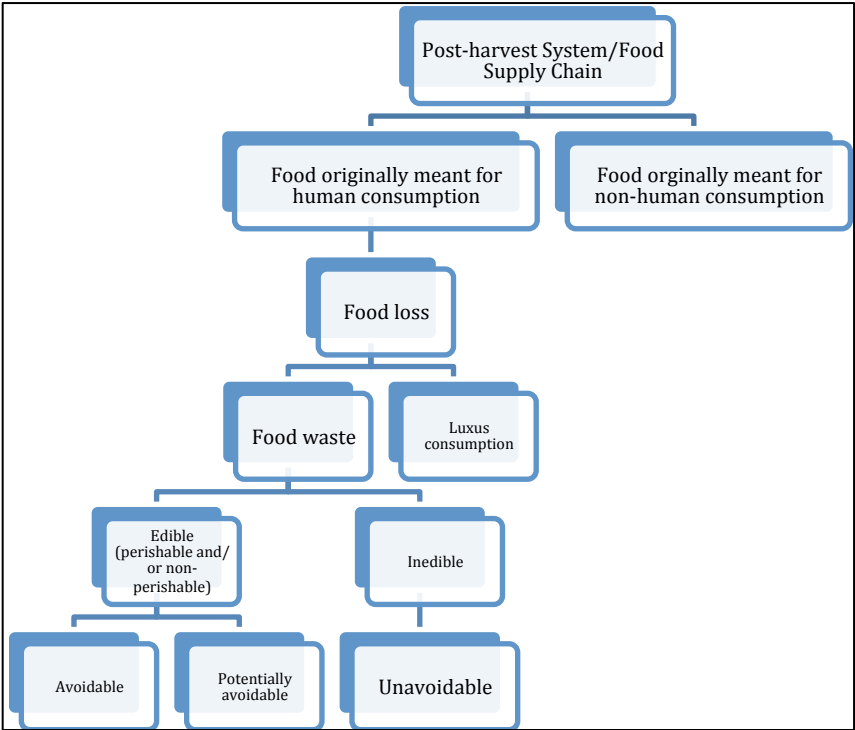 Post-harvest System/Food
Supply Chain
Food originally meant for
human consumption
Food orginally meant for
non-human consumption
Food loss
Food waste
Luxus
consumption
Edible
(perishable and/
or non-
perishable)
Inedible
Avoidable
Potentially
avoidable
Unavoidable